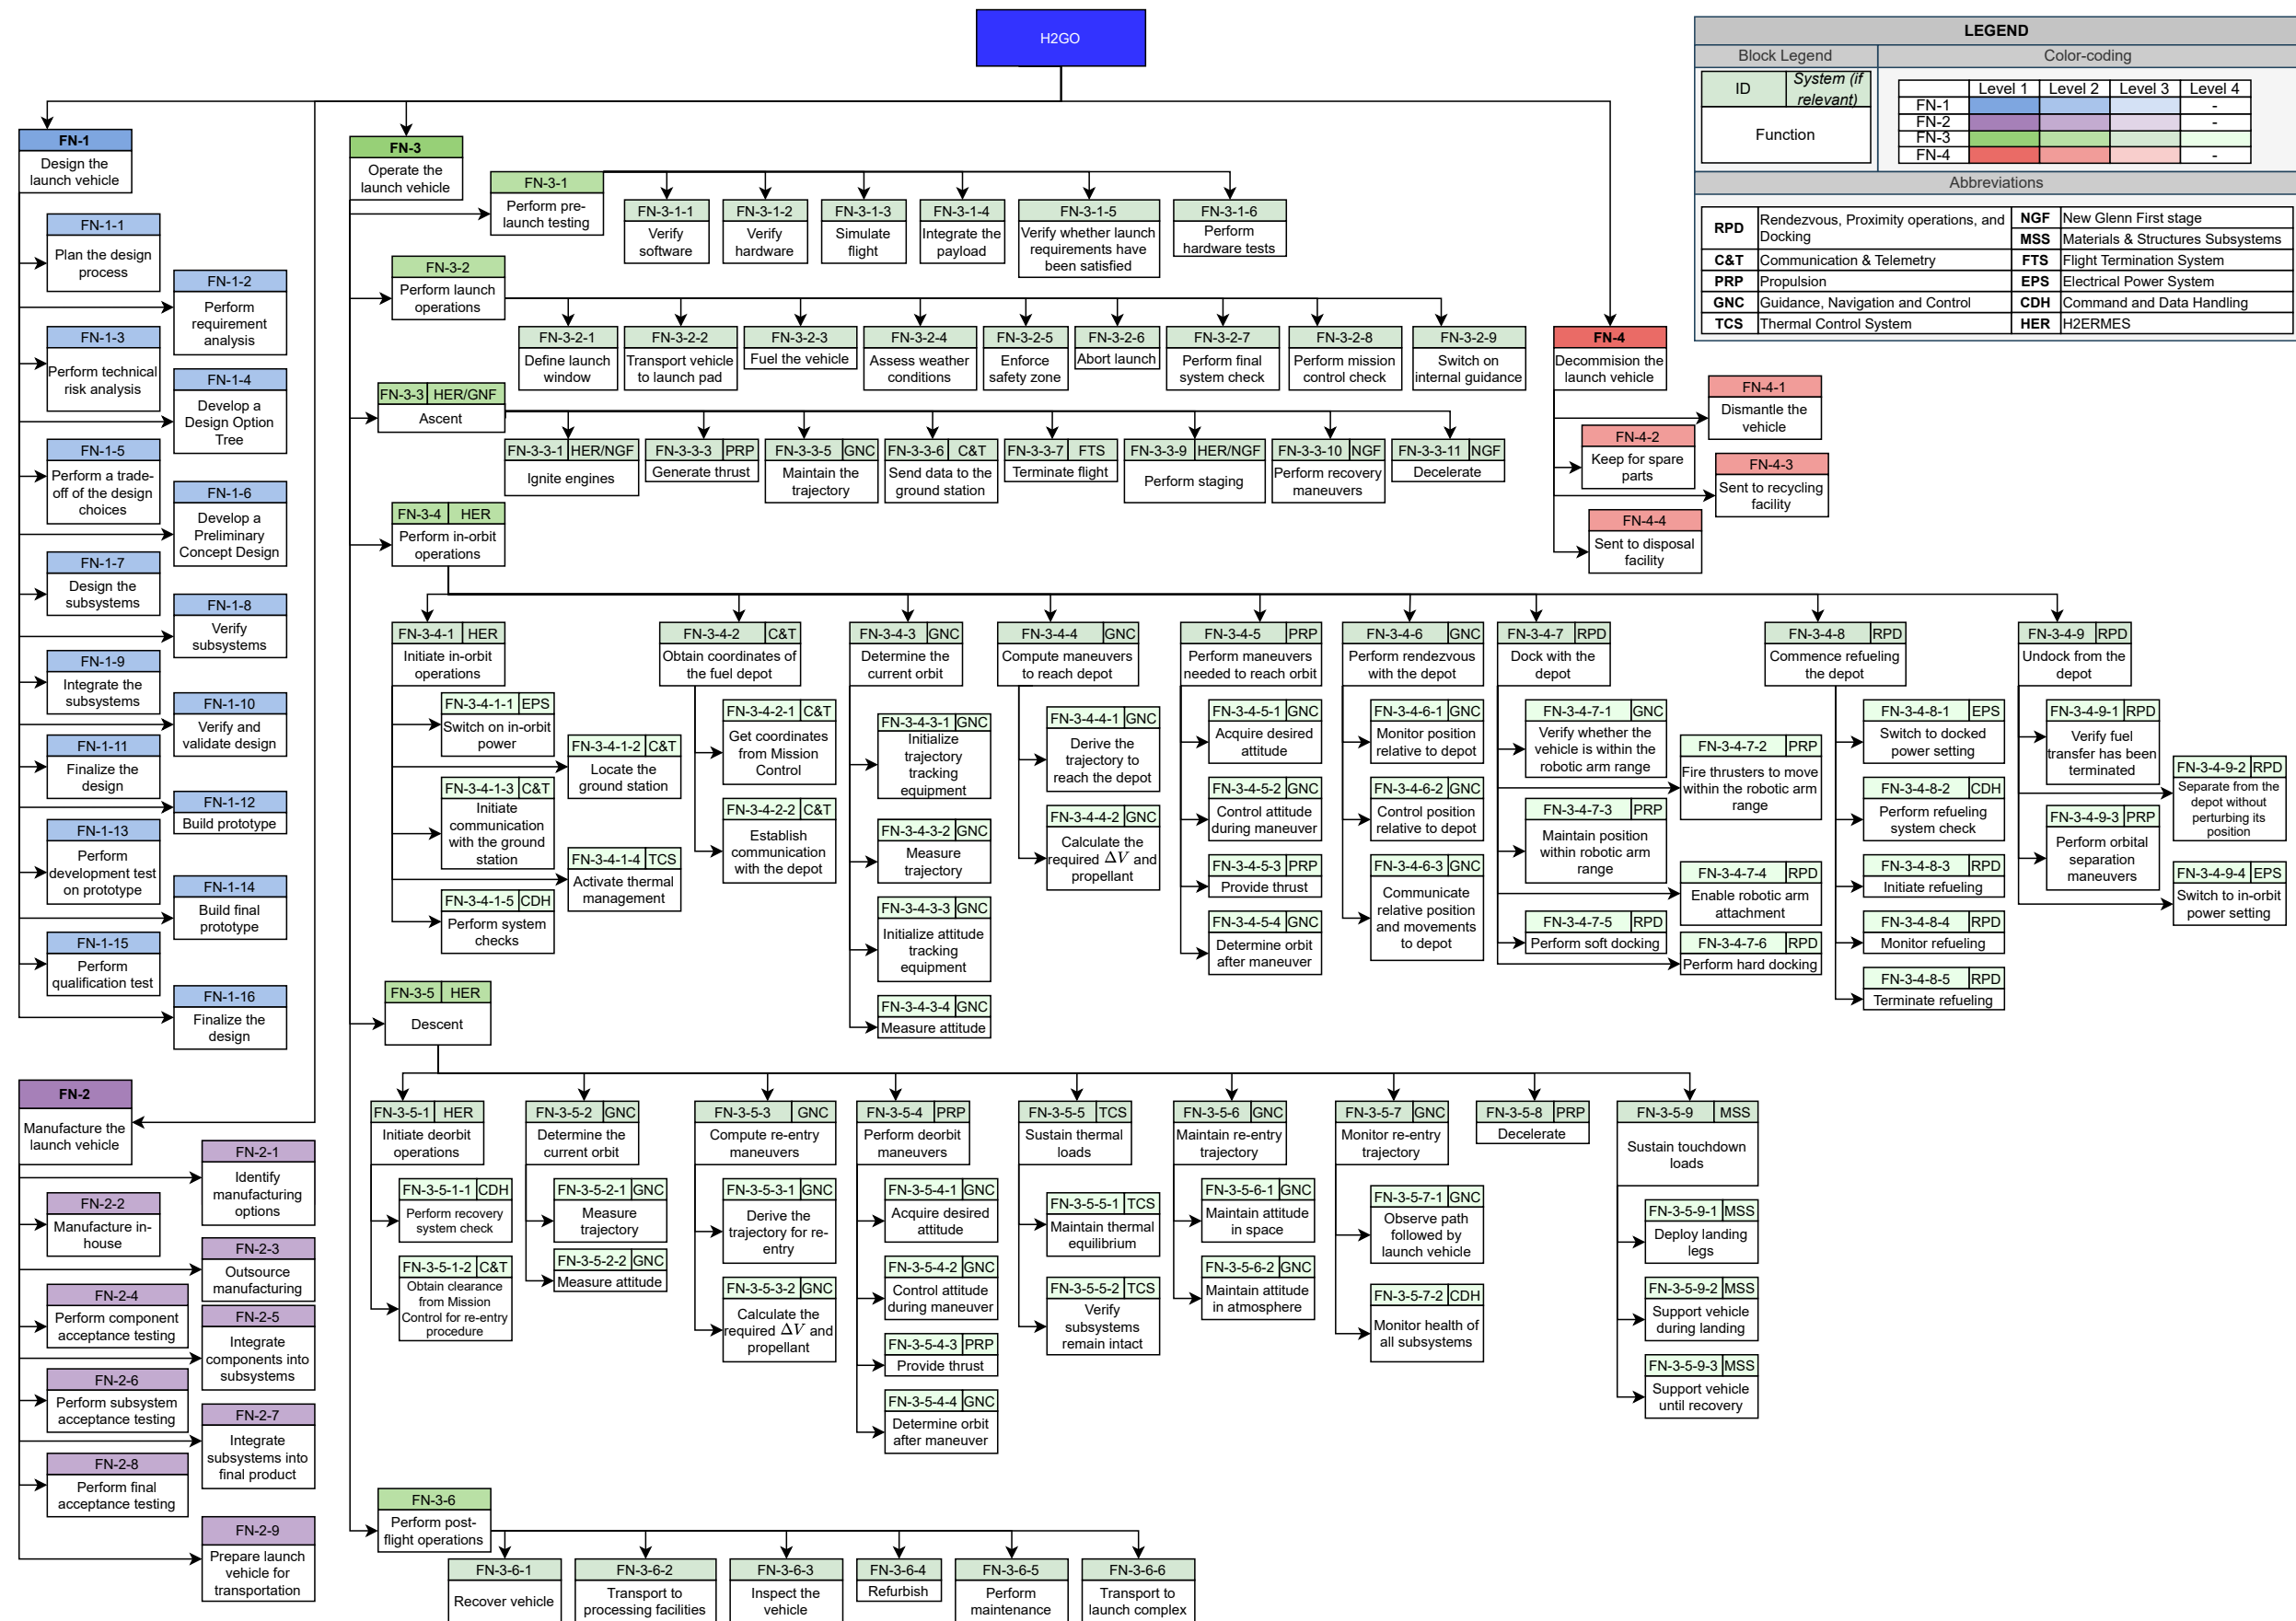 H2GO
LEGEND
Block Legend
Color-coding
ID
System (if
relevant)
Function
Level 1
Level 2
Level 3
Level 4
FN-1
-
FN-2
-
FN-3
FN-4
-
Abbreviations
RPD
Rendezvous, Proximity operations, and
Docking
NGF
New Glenn First stage
MSS
Materials & Structures Subsystems
C&T
Communication & Telemetry
FTS
Flight Termination System
PRP
Propulsion
EPS
Electrical Power System
GNC
Guidance, Navigation and Control
CDH
Command and Data Handling
TCS
Thermal Control System
HER
H2ERMES
FN-1
Design the
launch vehicle
FN-1-1
Plan the design
process
FN-1-2
Perform
requirement
analysis
FN-1-3
Perform technical
risk analysis
FN-1-4
Develop a
Design Option
Tree
FN-1-5
Perform a trade-
off of the design
choices
FN-1-6
Develop a
Preliminary
Concept Design
FN-1-7
Design the
subsystems
FN-1-8
Verify
subsystems
FN-1-9
Integrate the
subsystems
FN-1-10
Verify and
validate design
FN-1-11
Finalize the
design
FN-1-12
Build prototype
FN-1-13
Perform
development test
on prototype
FN-1-14
Build final
prototype
FN-1-15
Perform
qualification test
FN-1-16
Finalize the
design
FN-2
Manufacture the
launch vehicle
FN-2-1
Identify
manufacturing
options
FN-2-2
Manufacture in-
house
FN-2-3
Outsource
manufacturing
FN-2-4
Perform component
acceptance testing
FN-2-5
Integrate
components into
subsystems
FN-2-6
Perform subsystem
acceptance testing
FN-2-7
Integrate
subsystems into
final product
FN-2-8
Perform final
acceptance testing
FN-2-9
Prepare launch
vehicle for
transportation
FN-3
Operate the
launch vehicle
FN-3-1
Perform pre-
launch testing
FN-3-1-1
Verify
software
FN-3-1-2
Verify
hardware
FN-3-1-3
Simulate
flight
FN-3-1-4
Integrate the
payload
FN-3-1-5
Verify whether launch
requirements have
been satisfied
FN-3-1-6
Perform
hardware tests
FN-3-2
Perform launch
operations
FN-3-2-1
Define launch
window
FN-3-2-2
Transport vehicle
to launch pad
FN-3-2-3
Fuel the vehicle
FN-3-2-4
Assess weather
conditions
FN-3-2-5
Enforce
safety zone
FN-3-2-6
Abort launch
FN-3-2-7
Perform final
system check
FN-3-2-8
Perform mission
control check
FN-3-2-9
Switch on
internal guidance
FN-3-3 HER/GNF
Ascent
FN-3-3-1 HER/NGF
Ignite engines
FN-3-3-3 PRP
Generate thrust
FN-3-3-5 GNC
Maintain the
trajectory
FN-3-3-6 C&T
Send data to the
ground station
FN-3-3-7 FTS
Terminate flight
FN-3-3-9 HER/NGF
Perform staging
FN-3-3-10 NGF
Perform recovery
maneuvers
FN-3-3-11 NGF
Decelerate
FN-3-4 HER
Perform in-orbit
operations
FN-3-4-1 HER
Initiate in-orbit
operations
FN-3-4-1-1 EPS
Switch on in-orbit
power
FN-3-4-1-2 C&T
Locate the
ground station
FN-3-4-1-3 C&T
Initiate
communication
with the ground
station
FN-3-4-1-4 TCS
Activate thermal
management
FN-3-4-1-5 CDH
Perform system
checks
FN-3-4-2 C&T
Obtain coordinates of
the fuel depot
FN-3-4-2-1 C&T
Get coordinates
from Mission
Control
FN-3-4-2-2 C&T
Establish
communication
with the depot
FN-3-4-3 GNC
Determine the
current orbit
FN-3-4-3-1 GNC
Initialize
trajectory
tracking
equipment
FN-3-4-3-2 GNC
Measure
trajectory
FN-3-4-3-3 GNC
Initialize attitude
tracking
equipment
FN-3-4-3-4 GNC
Measure attitude
FN-3-4-4 GNC
Compute maneuvers
to reach depot
FN-3-4-4-1 GNC
Derive the
trajectory to
reach the depot
FN-3-4-4-2 GNC
Calculate the
required ΔV and
propellant
FN-3-4-5 PRP
Perform maneuvers
needed to reach orbit
FN-3-4-5-1 GNC
Acquire desired
attitude
FN-3-4-5-2 GNC
Control attitude
during maneuver
FN-3-4-5-3 PRP
Provide thrust
FN-3-4-5-4 GNC
Determine orbit
after maneuver
FN-3-4-6 GNC
Perform rendezvous
with the depot
FN-3-4-6-1 GNC
Monitor position
relative to depot
FN-3-4-6-2 GNC
Control position
relative to depot
FN-3-4-6-3 GNC
Communicate
relative position
and movements
to depot
FN-3-4-7 RPD
Dock with the
depot
FN-3-4-7-1 GNC
Verify whether the
vehicle is within the
robotic arm range
FN-3-4-7-2 PRP
Fire thrusters to move
within the robotic arm
range
FN-3-4-7-3 PRP
Maintain position
within robotic arm
range
FN-3-4-7-4 RPD
Enable robotic arm
attachment
FN-3-4-7-5 RPD
Perform soft docking
FN-3-4-7-6 RPD
Perform hard docking
FN-3-4-8 RPD
Commence refueling
the depot
FN-3-4-8-1 EPS
Switch to docked
power setting
FN-3-4-8-2 CDH
Perform refueling
system check
FN-3-4-8-3 RPD
Initiate refueling
FN-3-4-8-4 RPD
Monitor refueling
FN-3-4-8-5 RPD
Terminate refueling
FN-3-4-9 RPD
Undock from the
depot
FN-3-4-9-1 RPD
Verify fuel
transfer has been
terminated
FN-3-4-9-2 RPD
Separate from the
depot without
perturbing its
position
FN-3-4-9-3 PRP
Perform orbital
separation
maneuvers
FN-3-4-9-4 EPS
Switch to in-orbit
power setting
FN-3-5 HER
Descent
FN-3-5-1 HER
Initiate deorbit
operations
FN-3-5-1-1 CDH
Perform recovery
system check
FN-3-5-1-2 C&T
Obtain clearance
from Mission
Control for re-entry
procedure
FN-3-5-2 GNC
Determine the
current orbit
FN-3-5-2-1 GNC
Measure
trajectory
FN-3-5-2-2 GNC
Measure attitude
FN-3-5-3 GNC
Compute re-entry
maneuvers
FN-3-5-3-1 GNC
Derive the
trajectory for re-
entry
FN-3-5-3-2 GNC
Calculate the
required ΔV and
propellant
FN-3-5-4 PRP
Perform deorbit
maneuvers
FN-3-5-4-1 GNC
Acquire desired
attitude
FN-3-5-4-2 GNC
Control attitude
during maneuver
FN-3-5-4-3 PRP
Provide thrust
FN-3-5-4-4 GNC
Determine orbit
after maneuver
FN-3-5-5 TCS
Sustain thermal
loads
FN-3-5-5-1 TCS
Maintain thermal
equilibrium
FN-3-5-5-2 TCS
Verify
subsystems
remain intact
FN-3-5-6 GNC
Maintain re-entry
trajectory
FN-3-5-6-1 GNC
Maintain attitude
in space
FN-3-5-6-2 GNC
Maintain attitude
in atmosphere
FN-3-5-7 GNC
Monitor re-entry
trajectory
FN-3-5-7-1 GNC
Observe path
followed by
launch vehicle
FN-3-5-7-2 CDH
Monitor health of
all subsystems
FN-3-5-8 PRP
Decelerate
FN-3-5-9 MSS
Sustain touchdown
loads
FN-3-5-9-1 MSS
Deploy landing
legs
FN-3-5-9-2 MSS
Support vehicle
during landing
FN-3-5-9-3 MSS
Support vehicle
until recovery
FN-3-6
Perform post-
flight operations
FN-3-6-1
Recover vehicle
FN-3-6-2
Transport to
processing facilities
FN-3-6-3
Inspect the
vehicle
FN-3-6-4
Refurbish
FN-3-6-5
Perform
maintenance
FN-3-6-6
Transport to
launch complex
FN-4
Decommision the
launch vehicle
FN-4-1
Dismantle the
vehicle
FN-4-2
Keep for spare
parts
FN-4-3
Sent to recycling
facility
FN-4-4
Sent to disposal
facility